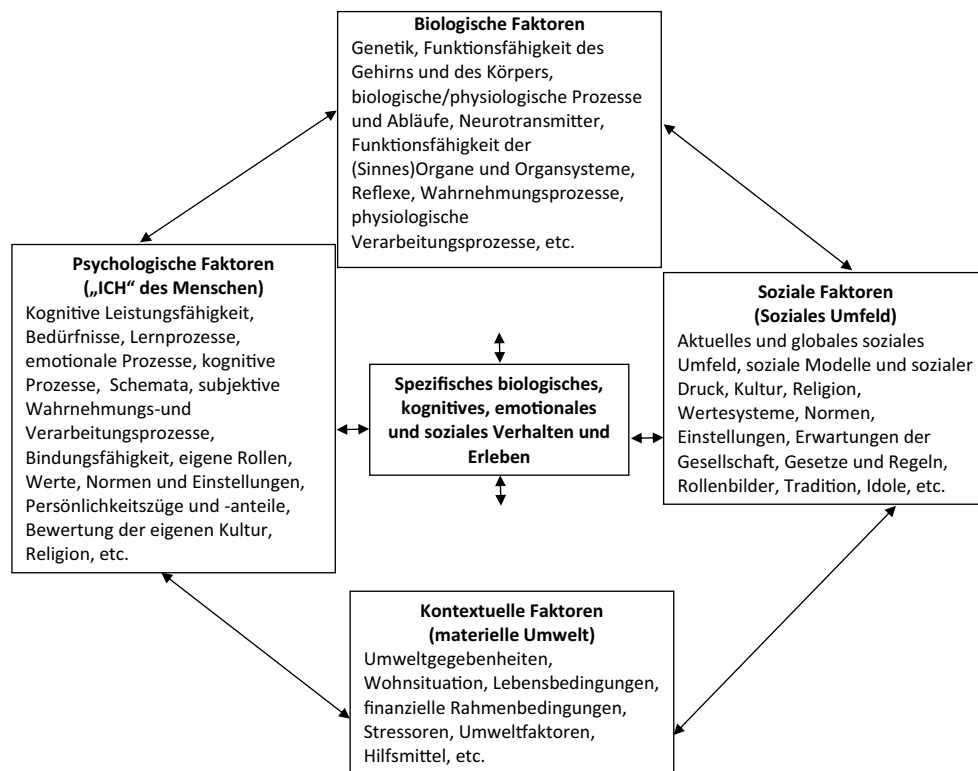 Biologische Faktoren
Genetik, Funktionsfähigkeit des
Gehirns und des Körpers,
biologische/physiologische Prozesse
und Abläufe, Neurotransmitter,
Funktionsfähigkeit der
(Sinnes)Organe und Organsysteme,
Reflexe, Wahrnehmungsprozesse,
physiologische
Verarbeitungsprozesse, etc.
Psychologische Faktoren
(„ICH“ des Menschen)
Kognitive Leistungsfähigkeit,
Bedürfnisse, Lernprozesse,
emotionale Prozesse, kognitive
Prozesse, Schemata, subjektive
Wahrnehmungs-und
Verarbeitungsprozesse,
Bindungsfähigkeit, eigene Rollen,
Werte, Normen und Einstellungen,
Persönlichkeitszüge und -anteile,
Bewertung der eigenen Kultur,
Religion, etc.
Spezifisches biologisches,
kognitives, emotionales
und soziales Verhalten und
Erleben
Soziale Faktoren
(Soziales Umfeld)
Aktuelles und globales soziales
Umfeld, soziale Modelle und sozialer
Druck, Kultur, Religion,
Wertesysteme, Normen,
Einstellungen, Erwartungen der
Gesellschaft, Gesetze und Regeln,
Rollenbilder, Tradition, Idole, etc.
Kontextuelle Faktoren
(materielle Umwelt)
Umweltgegebenheiten,
Wohnsituation, Lebensbedingungen,
finanzielle Rahmenbedingungen,
Stressoren, Umweltfaktoren,
Hilfsmittel, etc.